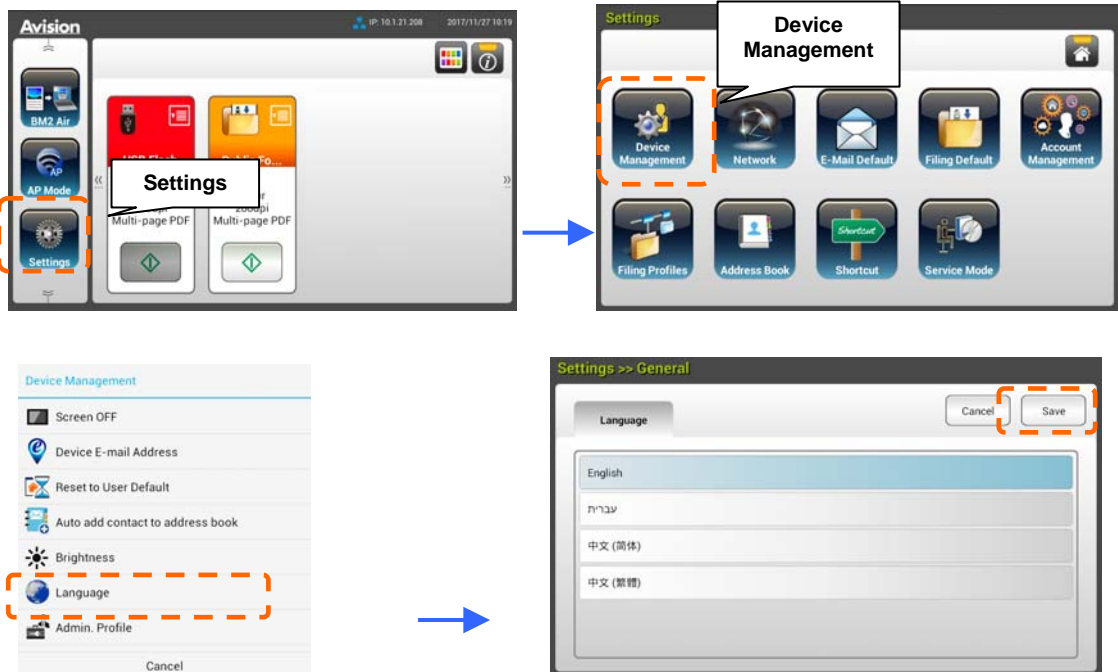 Avision
IP: 10.1.21.208 2017/11/27 10:19
BM2 Air
AP Mode
Settings
Settings
Multi-page PDF
Multi-page PDF
Settings
Device
Management
Device
Management
Network
E-Mail Default
Filing Default
Account
Management
Filing Profiles
Address Book
Shortcut
Shortcut
Service Mode
Device Management
Screen OFF
Device E-mail Address
Reset to User Default
Auto add contact to address book
Brightness
Language
Admin. Profile
Cancel
Settings >> General
Language
Cancel
Save
English
עברית
中文 (简体)
中文 (繁體)